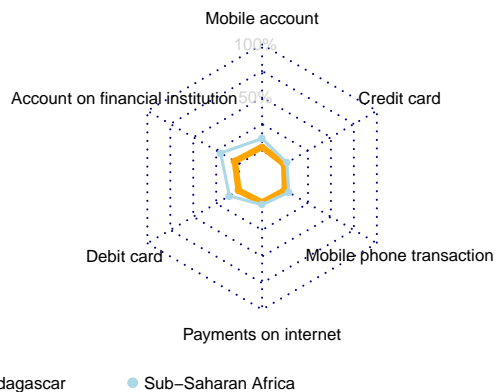 Mobile account
100%
Account on financial institution
50%
Credit card
Debit card
Mobile phone transaction
Payments on internet
dagascar
Sub−Saharan Africa